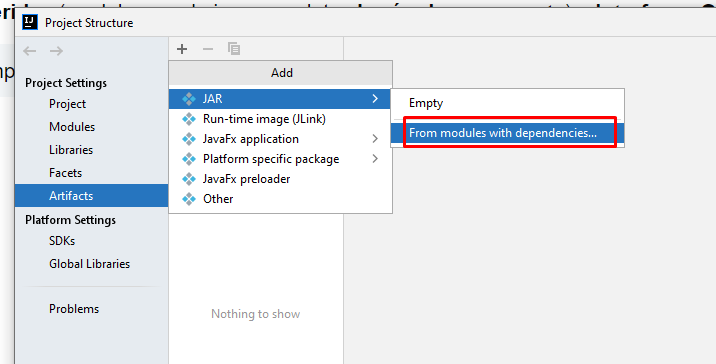 Project Structure
Project Settings
Project
Modules
Libraries
Facets
Artifacts
Platform Settings
SDKs
Global Libraries
Problems
Add
JAR
Run-time image (JLink)
JavaFx application
Platform specific package
JavaFx preloader
Other
Empty
From modules with dependencies...
Nothing to show